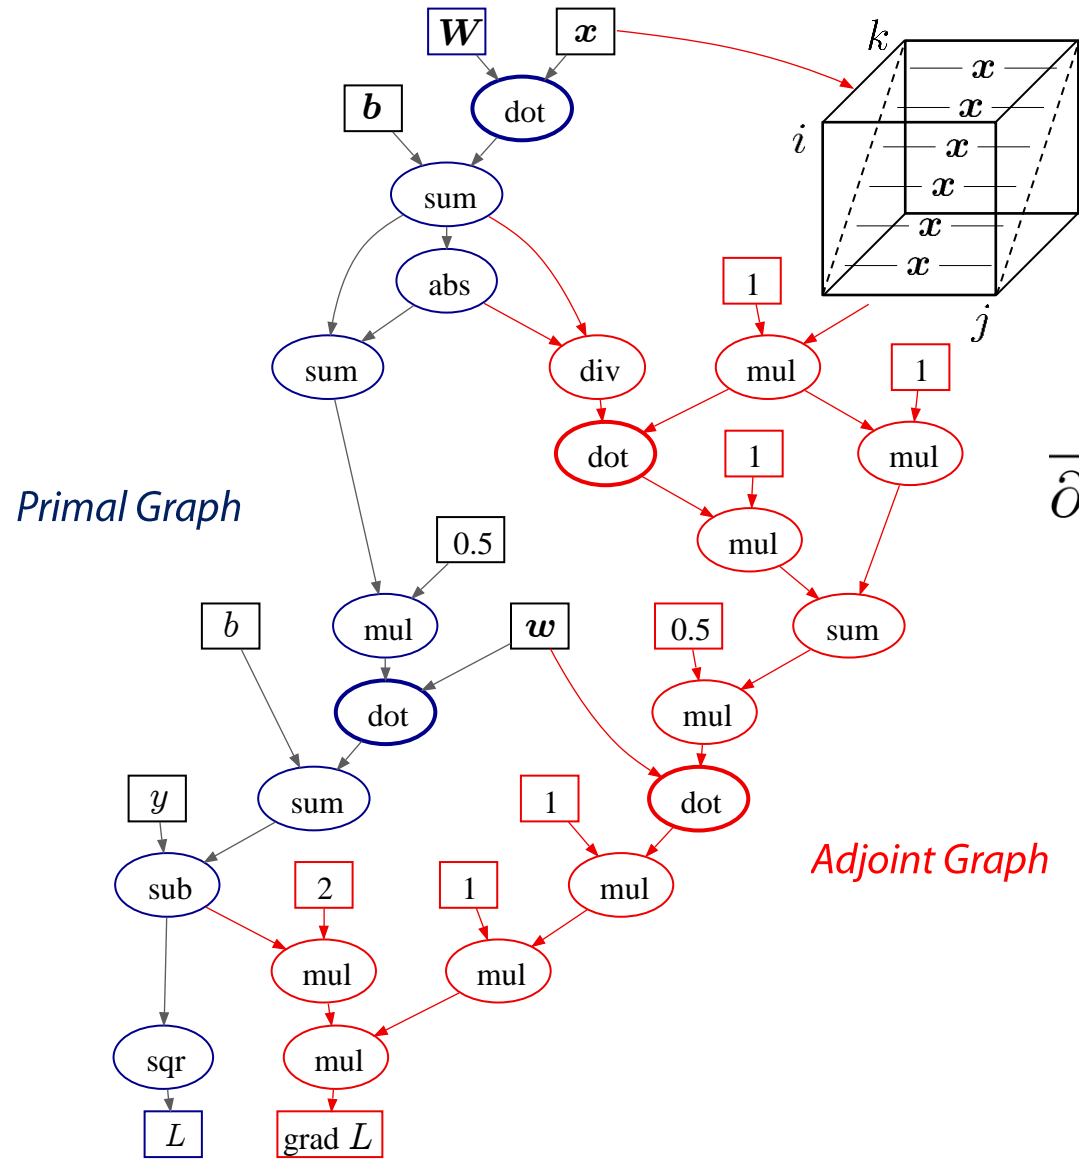 W x
k
x
x
b dot
i x
x
sum
x
x
abs 1
j
sum div mul 1
dot 1 mul
∂
Primal Graph
0.5 mul
b mul w 0.5 sum
dot mul
y sum 1 dot
Adjoint Graph
sub 2 1 mul
mul mul
sqr mul
L grad L